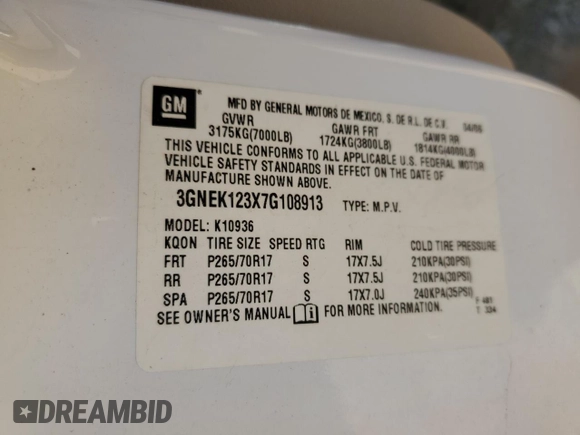 GM
MFD BY GENERAL MOTORS DE MEXICO, S. DE R.L. DE C.V. 04/06
GVWR GAWR FRT GAWR RR
3175KG(7000LB) 1724KG(3800LB) 1814KG(4000LB)
THIS VEHICLE CONFORMS TO ALL APPLICABLE U.S. FEDERAL MOTOR
VEHICLE SAFETY STANDARDS IN EFFECT ON THE DATE OF
MANUFACTURE SHOWN ABOVE.
3GNEK123X7G108913 TYPE: M.P.V.
MODEL: K10936
KQON TIRE SIZE SPEED RTG RIM COLD TIRE PRESSURE
FRT P265/70R17 S 17X7.5J 210KPA(30PSI)
RR P265/70R17 S 17X7.5J 210KPA(30PSI)
SPA P265/70R17 S 17X7.0J 240KPA(35PSI)
SEE OWNER'S MANUAL i FOR MORE INFORMATION.
T 334
DREAMBID